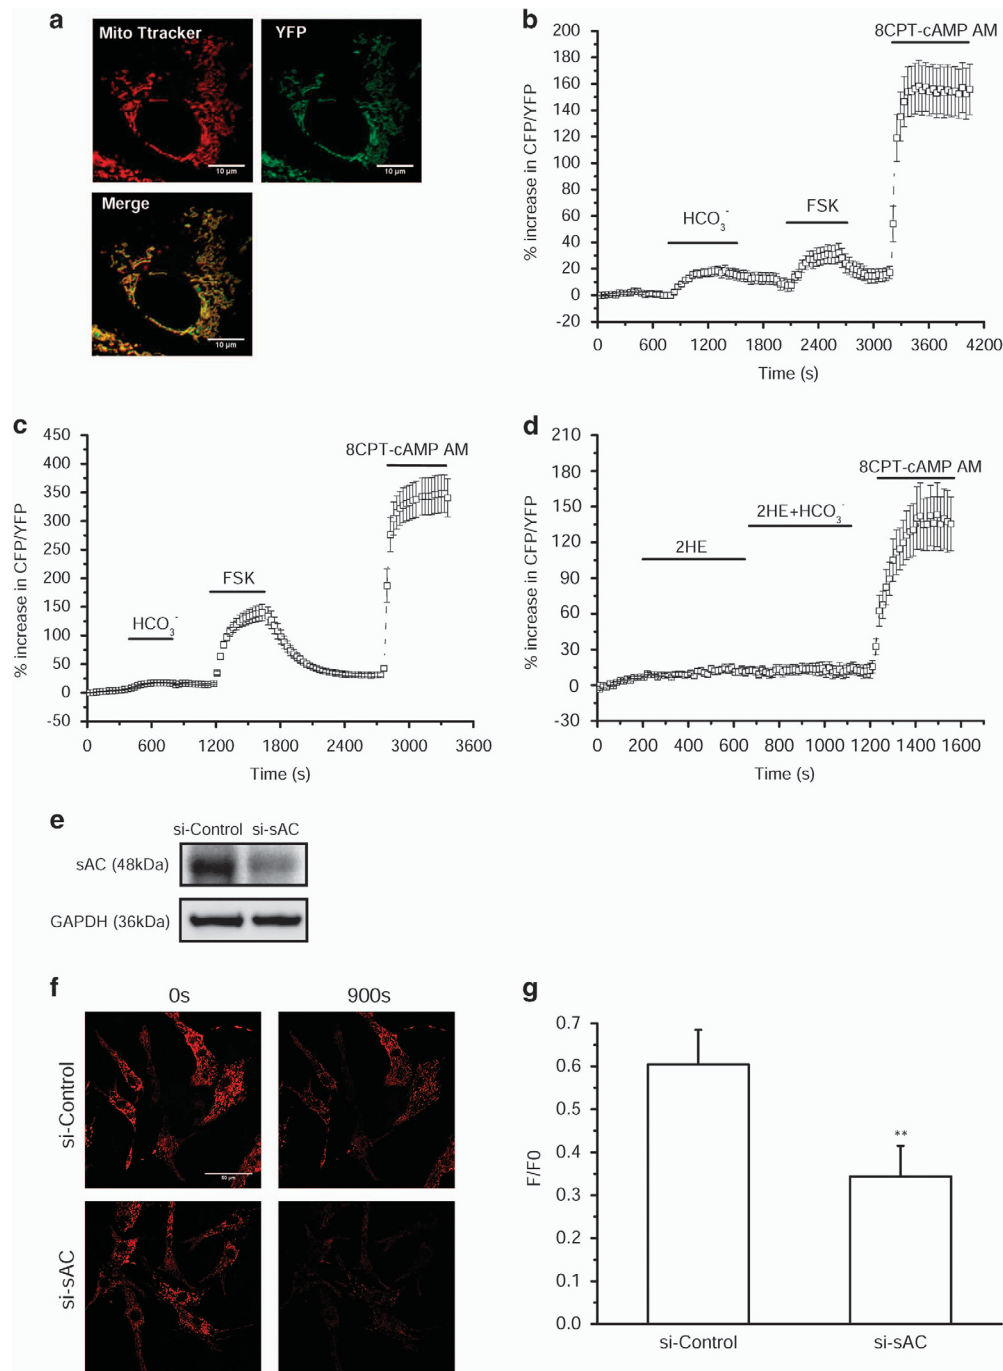 a
Mito Ttracker
YFP
10 µm
10 µm
Merge
10 µm
b
% increase in CFP/YFP
200
180
160
140
120
100
80
60
40
20
0
-20
8CPT-cAMP AM
HCO3-
FSK
0 600 1200 1800 2400 3000 3600 4200
Time (s)
c
% increase in CFP/YFP
450
400
350
300
250
200
150
100
50
0
-50
8CPT-cAMP AM
FSK
HCO3-
0 600 1200 1800 2400 3000 3600
Time (s)
d
% increase in CFP/YFP
210
180
150
120
90
60
30
0
-30
8CPT-cAMP AM
2HE+HCO3-
2HE
0 200 400 600 800 1000 1200 1400 1600
Time (s)
e
si-Control si-sAC
sAC (48kDa)
GAPDH (36kDa)
f
0s 900s
si-Control
si-sAC
g
F/F0
0.7
0.6
0.5
0.4
0.3
0.2
0.1
0.0
**
si-Control si-sAC